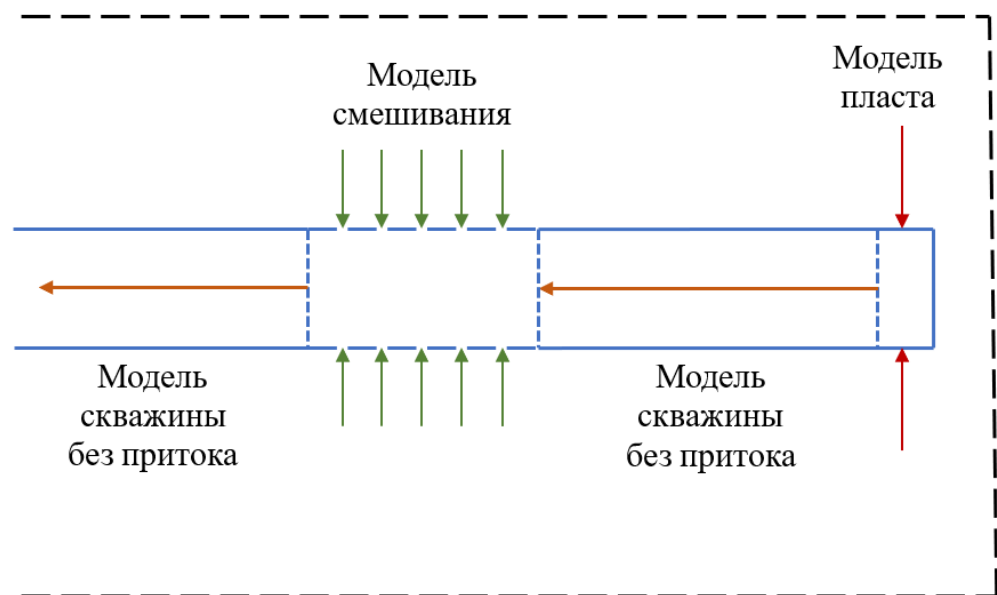 Модель
смешивания
Модель
пласта
Модель
скважины
без притока
Модель
скважины
без притока